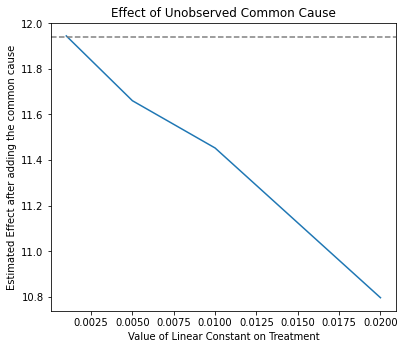 Effect of Unobserved Common Cause
Estimated Effect after adding the common cause
12.0
11.8
11.6
11.4
11.2
11.0
10.8
0.0025 0.0050 0.0075 0.0100 0.0125 0.0150 0.0175 0.0200
Value of Linear Constant on Treatment